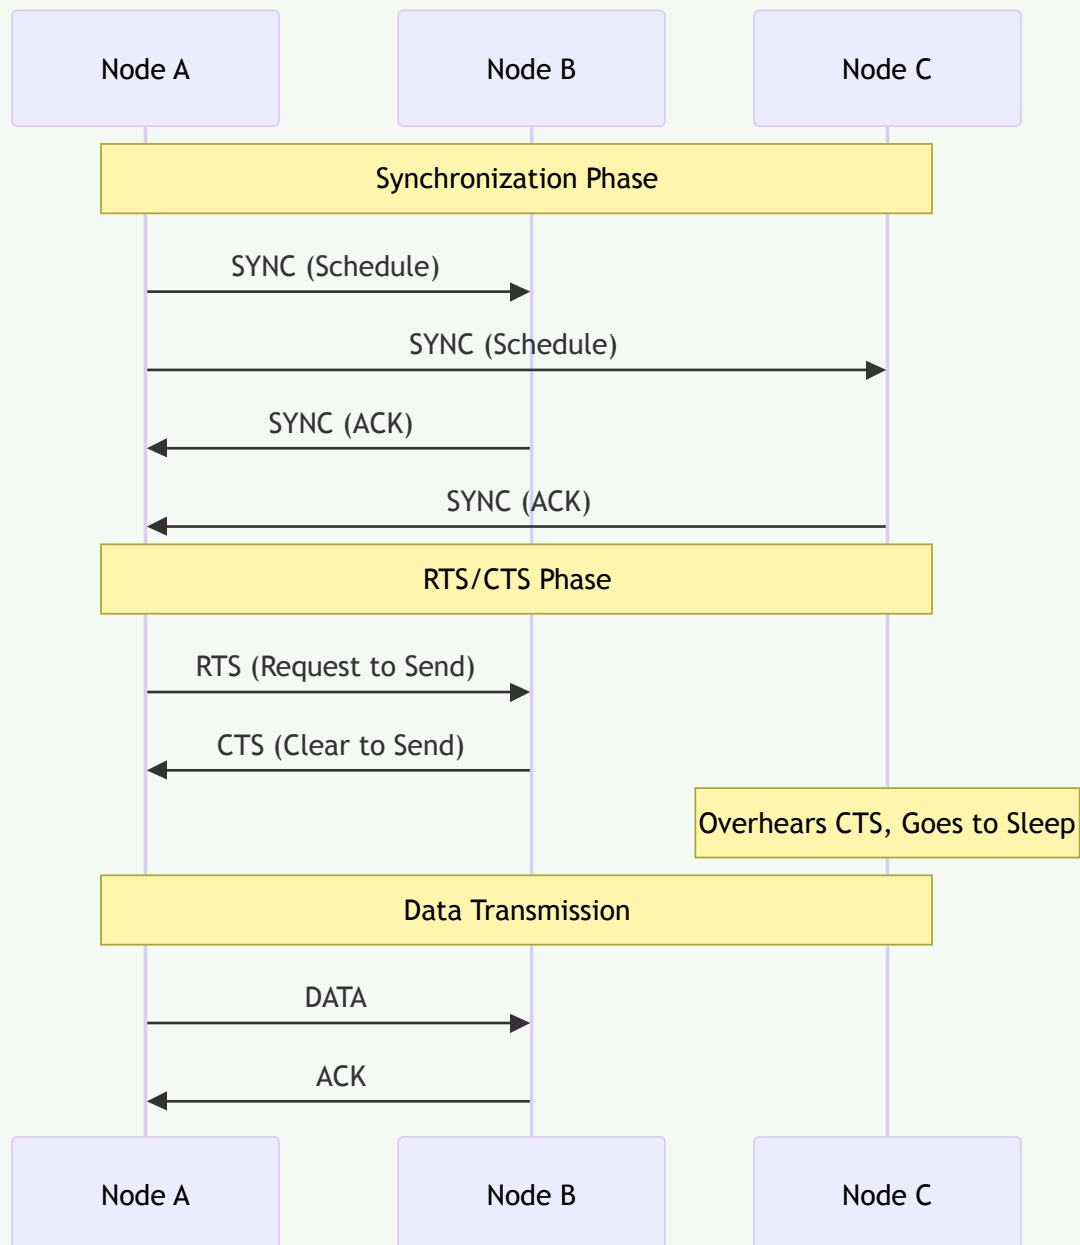 Node A
Node B
Node C
Synchronization Phase
SYNC (Schedule)
SYNC (Schedule)
SYNC (ACK)
SYNC (ACK)
RTS/CTS Phase
RTS (Request to Send)
CTS (Clear to Send)
Overhears CTS, Goes to Sleep
Data Transmission
DATA
ACK
Node A
Node B
Node C